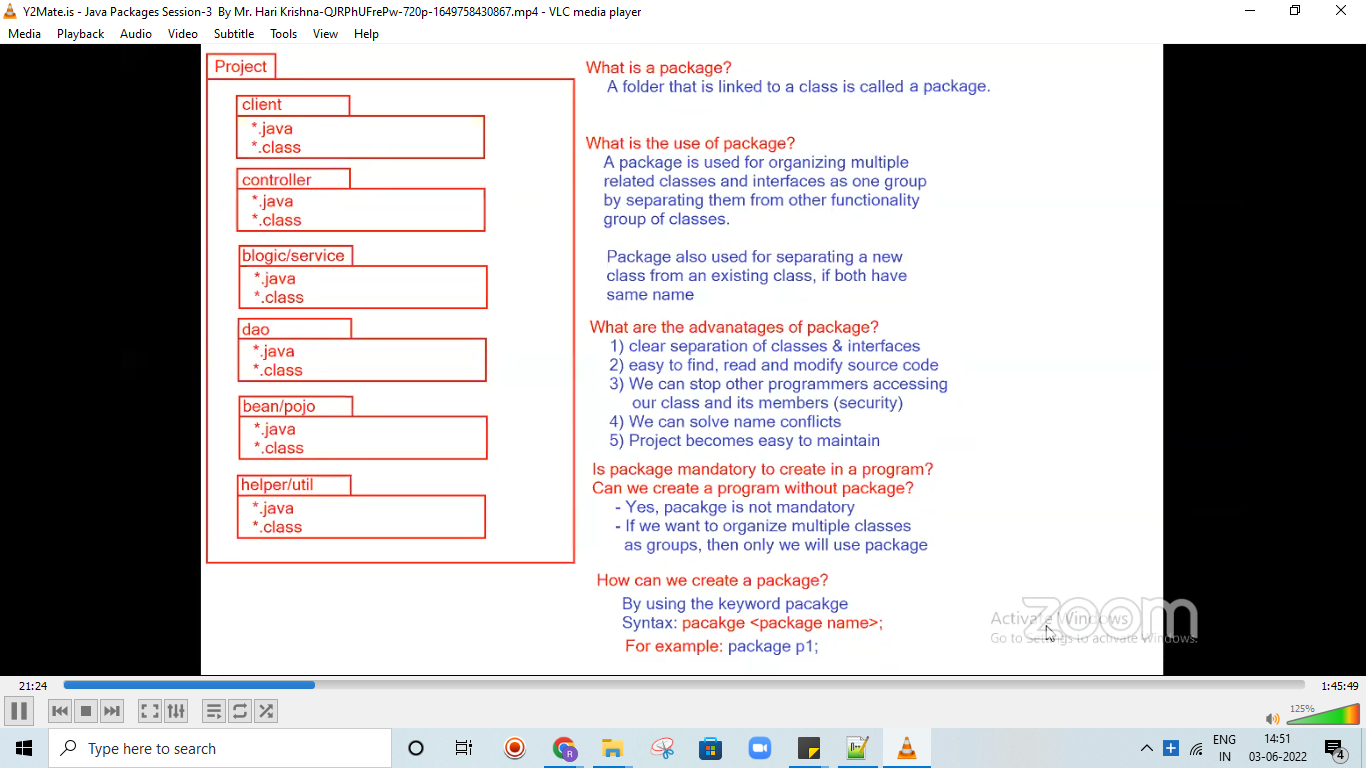 Y2Mate.is - Java Packages Session-3 By Mr. Hari Krishna-QJRPhUFrePw-720p-1649758430867.mp4 - VLC media player
Media Playback Audio Video Subtitle Tools View Help
Project
client
*.java
*.class
controller
*.java
*.class
blogic/service
*.java
*.class
dao
*.java
*.class
bean/pojo
*.java
*.class
helper/util
*.java
*.class
What is a package?
A folder that is linked to a class is called a package.
What is the use of package?
A package is used for organizing multiple
related classes and interfaces as one group
by separating them from other functionality
group of classes.
Package also used for separating a new
class from an existing class, if both have
same name
What are the advanatages of package?
1) clear separation of classes & interfaces
2) easy to find, read and modify source code
3) We can stop other programmers accessing
our class and its members (security)
4) We can solve name conflicts
5) Project becomes easy to maintain
Is package mandatory to create in a program?
Can we create a program without package?
- Yes, pacakge is not mandatory
- If we want to organize multiple classes
as groups, then only we will use package
How can we create a package?
By using the keyword pacakge
Syntax: pacakge <package name>;
For example: package p1;
zoom
Activate Windows
Go to Settings to activate Windows.
21:24
1:45:49
125%
Type here to search
R
ENG
IN
14:51
03-06-2022
4